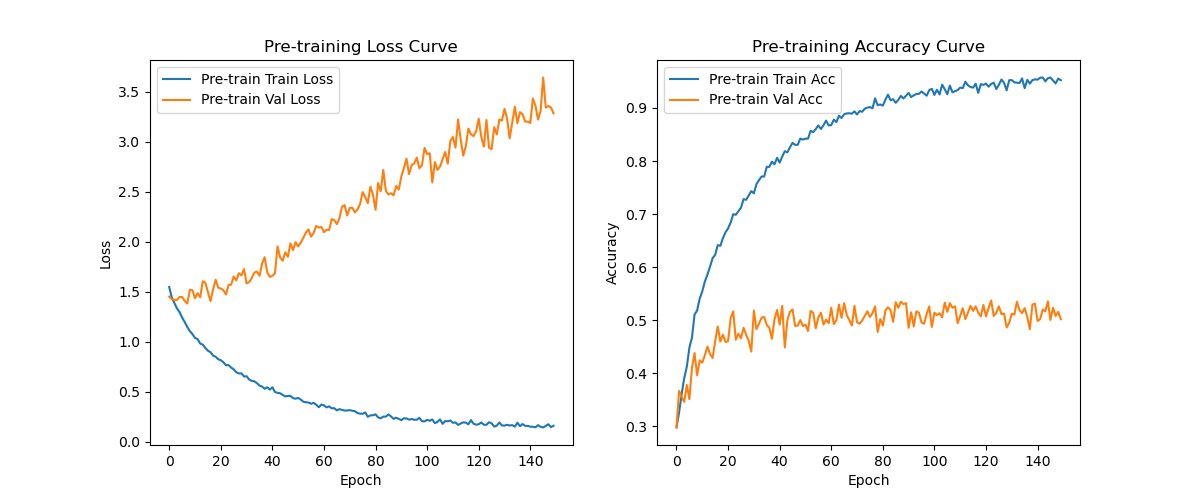 Pre-training Loss Curve
Pre-train Train Loss
Pre-train Val Loss
3.5
3.0
2.5
2.0
1.5
1.0
0.5
0.0
Loss
0 20 40 60 80 100 120 140
Epoch
Pre-training Accuracy Curve
Pre-train Train Acc
Pre-train Val Acc
0.9
0.8
0.7
0.6
0.5
0.4
0.3
Accuracy
0 20 40 60 80 100 120 140
Epoch